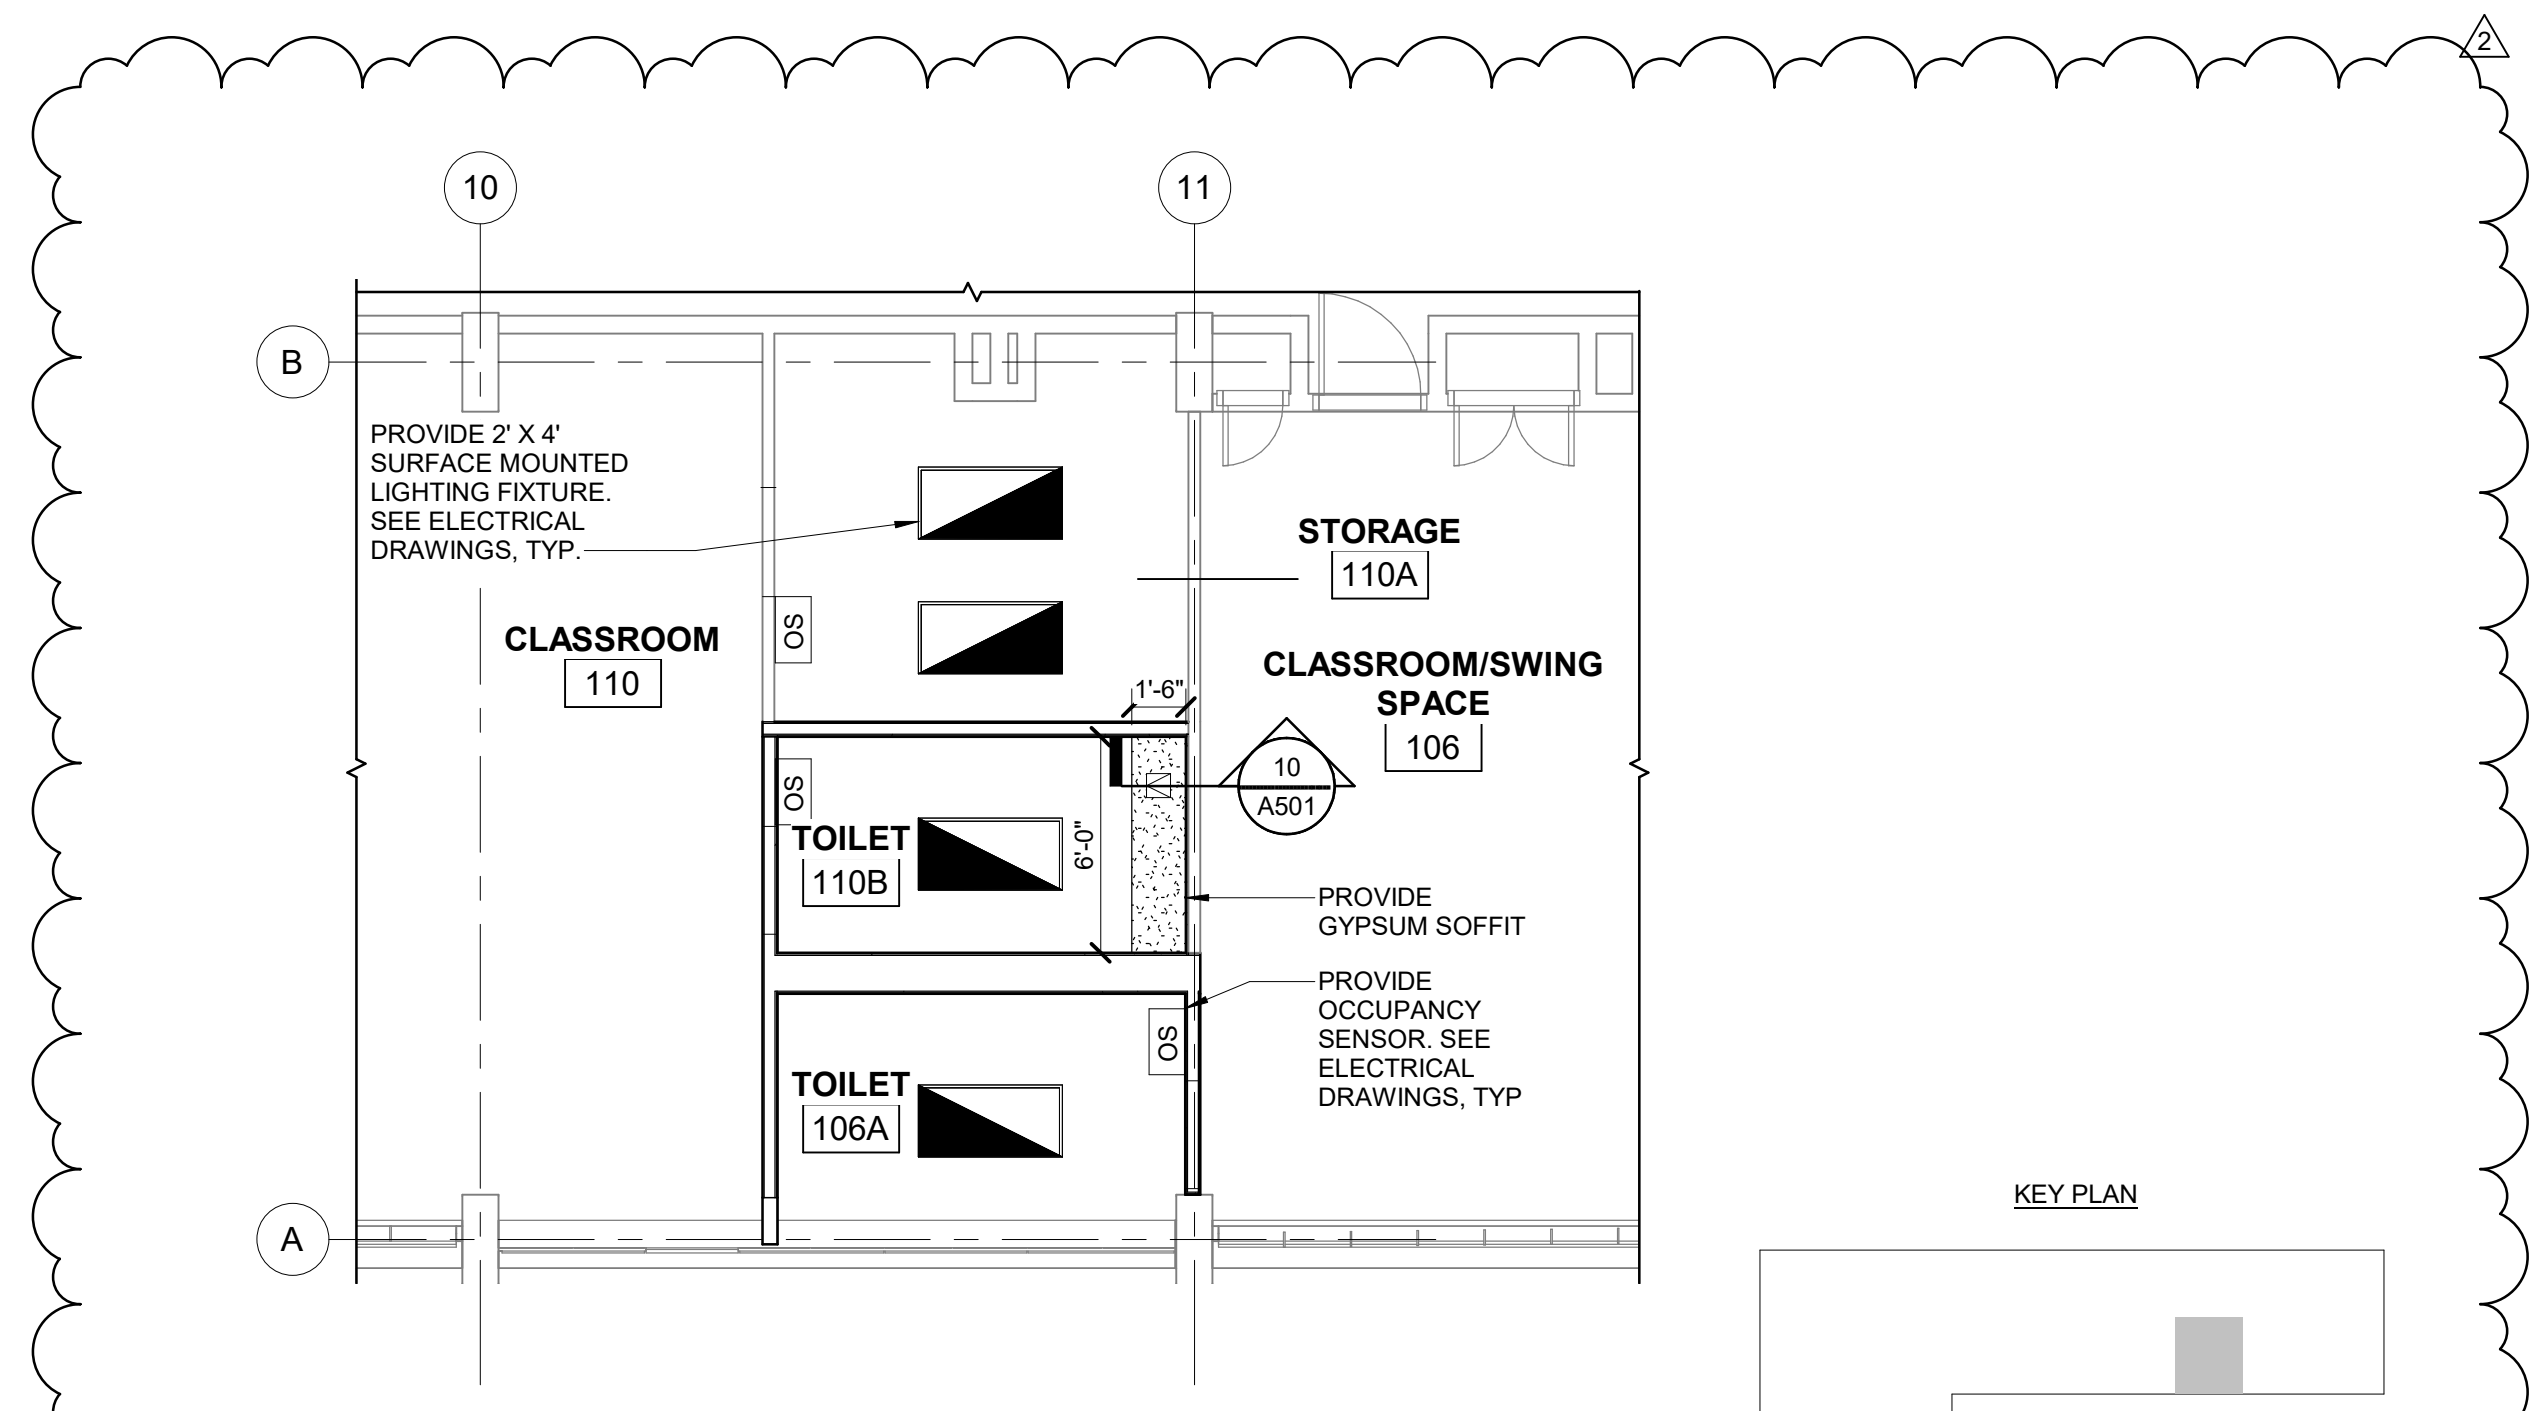 2
10
11
B
PROVIDE 2' X 4'
SURFACE MOUNTED
LIGHTING FIXTURE.
SEE ELECTRICAL
DRAWINGS, TYP.
STORAGE
110A
CLASSROOM
110
OS
CLASSROOM/SWING
SPACE
106
1'-6"
10
A501
OS
TOILET
110B
6'-0"
PROVIDE
GYPSUM SOFFIT
PROVIDE
OCCUPANCY
SENSOR. SEE
ELECTRICAL
DRAWINGS, TYP
OS
TOILET
106A
A
KEY PLAN